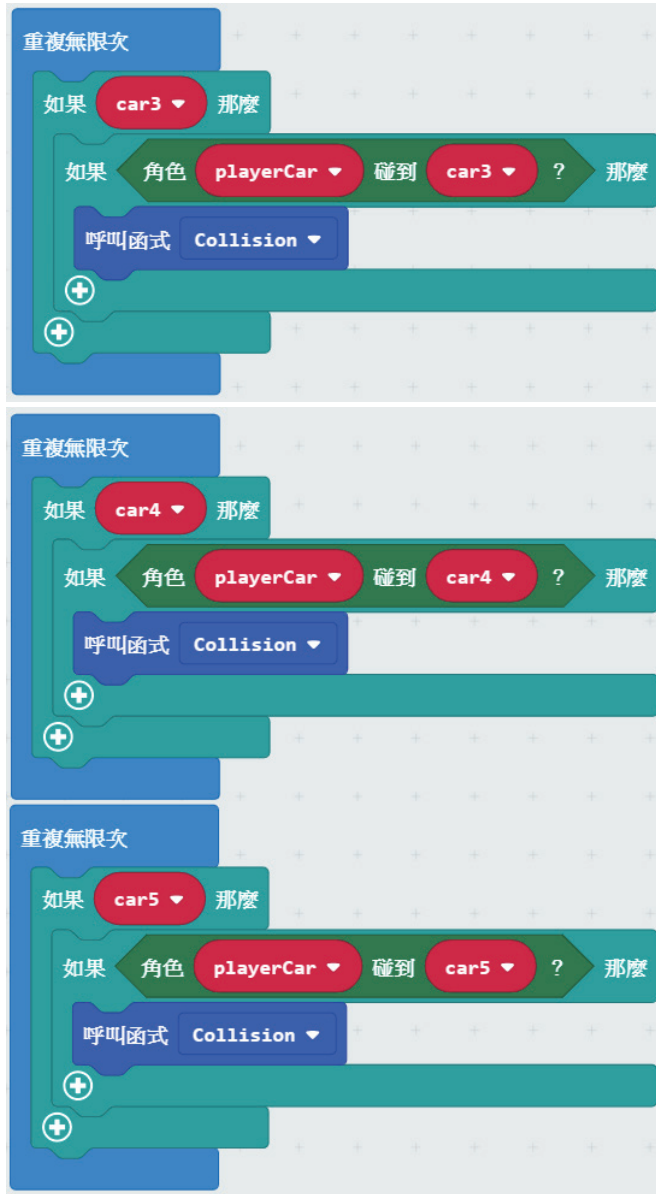 重複無限次
如果 car3 那麼
如果 角色 playerCar 碰到 car3 ? 那麼
呼叫函式 Collision
重複無限次
如果 car4 那麼
如果 角色 playerCar 碰到 car4 ? 那麼
呼叫函式 Collision
重複無限次
如果 car5 那麼
如果 角色 playerCar 碰到 car5 ? 那麼
呼叫函式 Collision